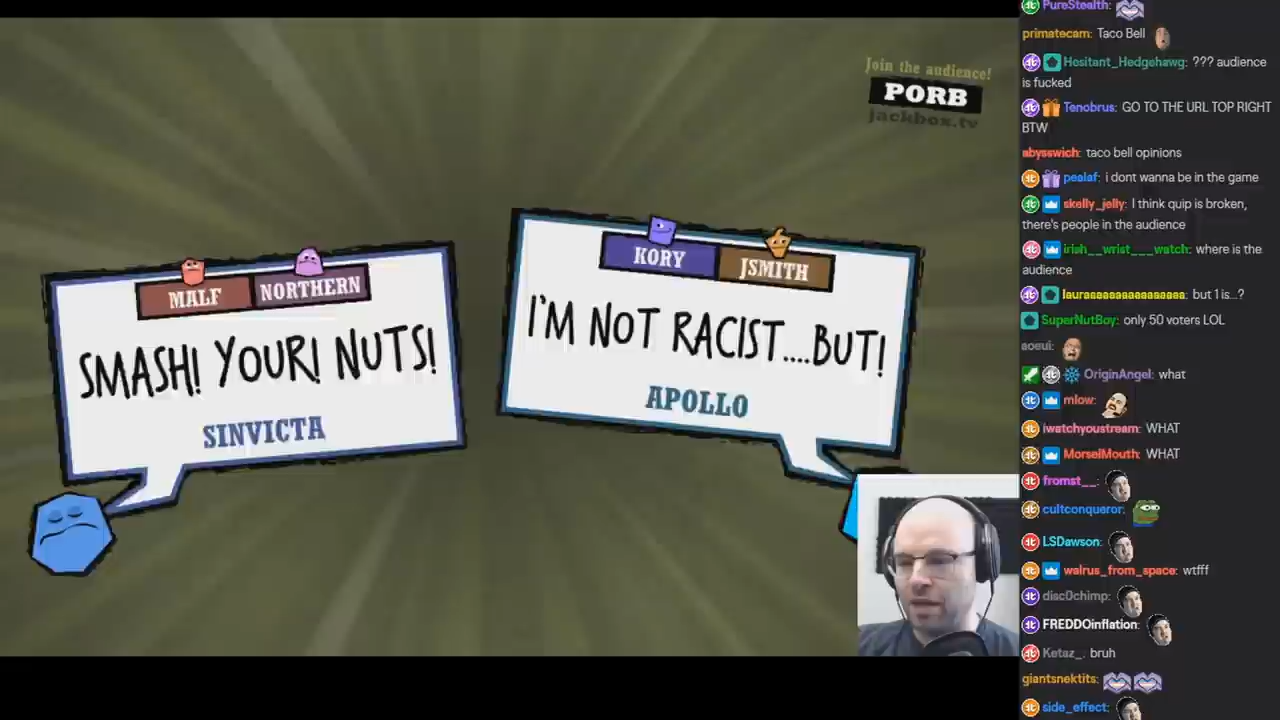 Join the audience!
PORB
jackbox.tv
MALF
NORTHERN
SMASH! YOUR! NUTS!
SINVICTA
KORY
JSMITH
I'M NOT RACIST....BUT!
APOLLO
PureStealth:
primatecam: Taco Bell
Hesitant_Hedgehawg: ??? audience
is fucked
Tenobrus: GO TO THE URL TOP RIGHT
BTW
abysswich: taco bell opinions
pealaf: i dont wanna be in the game
skelly_jelly: I think quip is broken,
there's people in the audience
irish__wrist___watch: where is the
audience
lauraaaaaaaaaaaaaaa: but 1 is...?
SuperNutBoy: only 50 voters LOL
aoeui:
OriginAngel: what
mlow:
iwatchyoustream: WHAT
MorselMouth: WHAT
fromst__:
cultconqueror:
LSDawson:
walrus_from_space: wtfff
disc0chimp:
FREDDOinflation:
Ketaz_: bruh
giantsnektits:
side_effect: